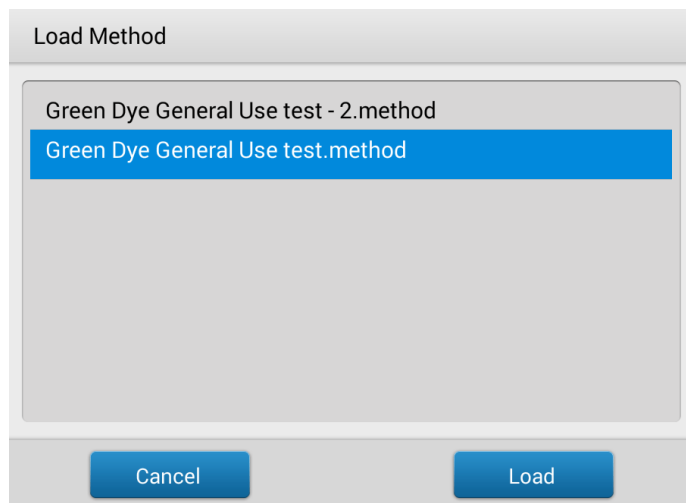 Load Method
Green Dye General Use test - 2.method
Green Dye General Use test.method
Cancel
Load